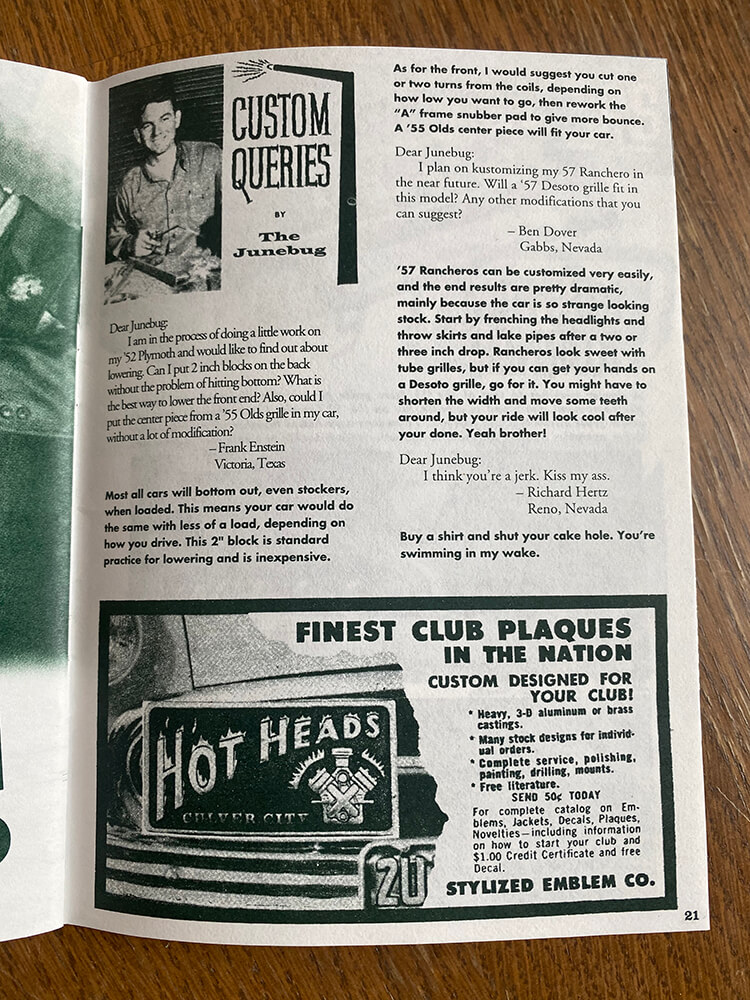 CUSTOM
QUERIES
BY
The
Junebug
Dear Junebug:
I am in the process of doing a little work on
my '52 Plymoth and would like to find out about
lowering. Can I put 2 inch blocks on the back
without the problem of hitting bottom? What is
the best way to lower the front end? Also, could I
put the center piece from a '55 Olds grille in my car,
without a lot of modification?
– Frank Enstein
Victoria, Texas
Most all cars will bottom out, even stockers,
when loaded. This means your car would do
the same with less of a load, depending on
how you drive. This 2" block is standard
practice for lowering and is inexpensive.
As for the front, I would suggest you cut one
or two turns from the coils, depending on
how low you want to go, then rework the
"A" frame snubber pad to give more bounce.
A '55 Olds center piece will fit your car.
Dear Junebug:
I plan on kustomizing my 57 Ranchero in
the near future. Will a '57 Desoto grille fit in
this model? Any other modifications that you
can suggest?
– Ben Dover
Gabbs, Nevada
'57 Rancheros can be customized very easily,
and the end results are pretty dramatic,
mainly because the car is so strange looking
stock. Start by frenching the headlights and
throw skirts and lake pipes after a two or
three inch drop. Rancheros look sweet with
tube grilles, but if you can get your hands on
a Desoto grille, go for it. You might have to
shorten the width and move some teeth
around, but your ride will look cool after
your done. Yeah brother!
Dear Junebug:
I think you're a jerk. Kiss my ass.
– Richard Hertz
Reno, Nevada
Buy a shirt and shut your cake hole. You're
swimming in my wake.
FINEST CLUB PLAQUES
IN THE NATION
CUSTOM DESIGNED FOR
YOUR CLUB!
* Heavy, 3-D aluminum or brass
castings.
* Many stock designs for individ-
ual orders.
* Complete service, polishing,
painting, drilling, mounts.
* Free literature.
SEND 50¢ TODAY
For complete catalog on Em-
blems, Jackets, Decals, Plaques,
Novelties—including information
on how to start your club and
$1.00 Credit Certificate and free
Decal.
STYLIZED EMBLEM CO.
HOT HEADS
CULVER CITY
20
21